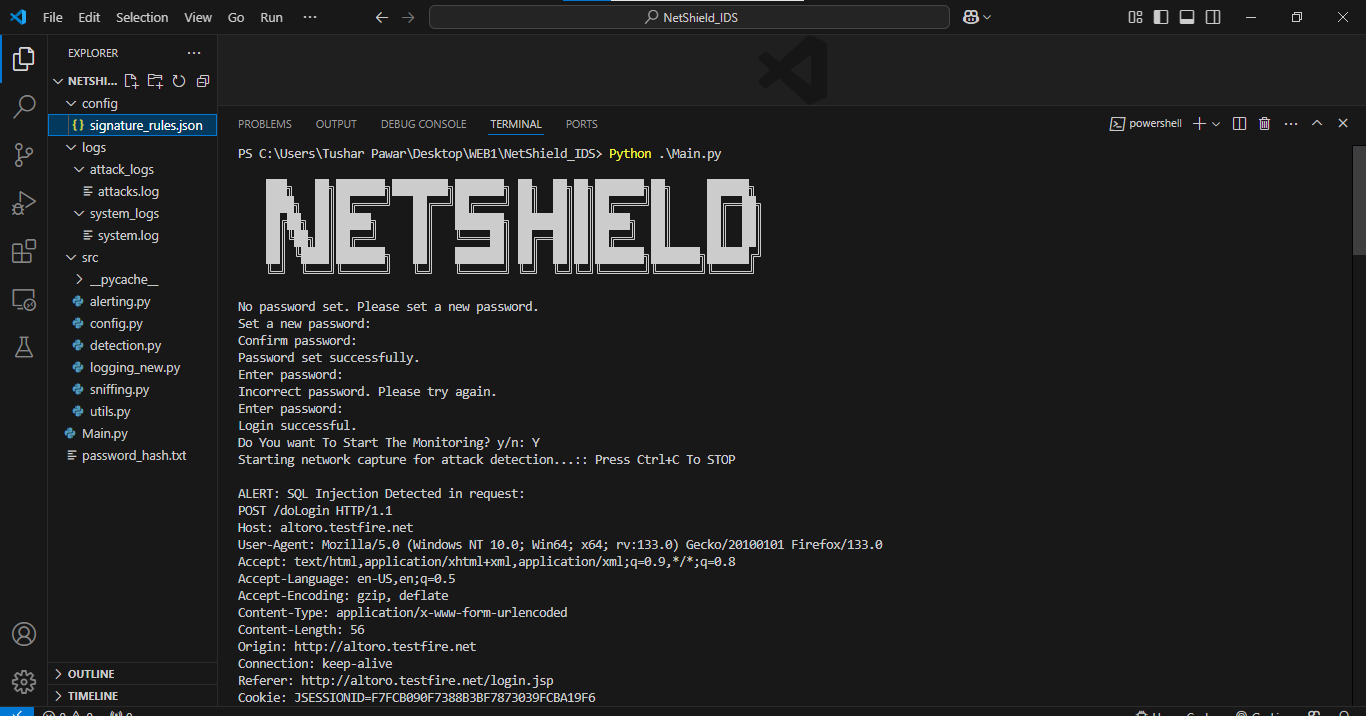 File Edit Selection View Go Run ··· NetShield_IDS
EXPLORER ···
NETSHI...
config
{} signature_rules.json
logs
attack_logs
attacks.log
system_logs
system.log
src
__pycache__
alerting.py
config.py
detection.py
logging_new.py
sniffing.py
utils.py
Main.py
password_hash.txt
OUTLINE
TIMELINE
PROBLEMS OUTPUT DEBUG CONSOLE TERMINAL PORTS powershell
PS C:\Users\Tushar Pawar\Desktop\WEB1\NetShield_IDS> Python .\Main.py
NETSHIELD
No password set. Please set a new password.
Set a new password:
Confirm password:
Password set successfully.
Enter password:
Incorrect password. Please try again.
Enter password:
Login successful.
Do You want To Start The Monitoring? y/n: Y
Starting network capture for attack detection...:: Press Ctrl+C To STOP
ALERT: SQL Injection Detected in request:
POST /doLogin HTTP/1.1
Host: altoro.testfire.net
User-Agent: Mozilla/5.0 (Windows NT 10.0; Win64; x64; rv:133.0) Gecko/20100101 Firefox/133.0
Accept: text/html,application/xhtml+xml,application/xml;q=0.9,*/*;q=0.8
Accept-Language: en-US,en;q=0.5
Accept-Encoding: gzip, deflate
Content-Type: application/x-www-form-urlencoded
Content-Length: 56
Origin: http://altoro.testfire.net
Connection: keep-alive
Referer: http://altoro.testfire.net/login.jsp
Cookie: JSESSIONID=F7FCB090F7388B3BF7873039FCBA19F6